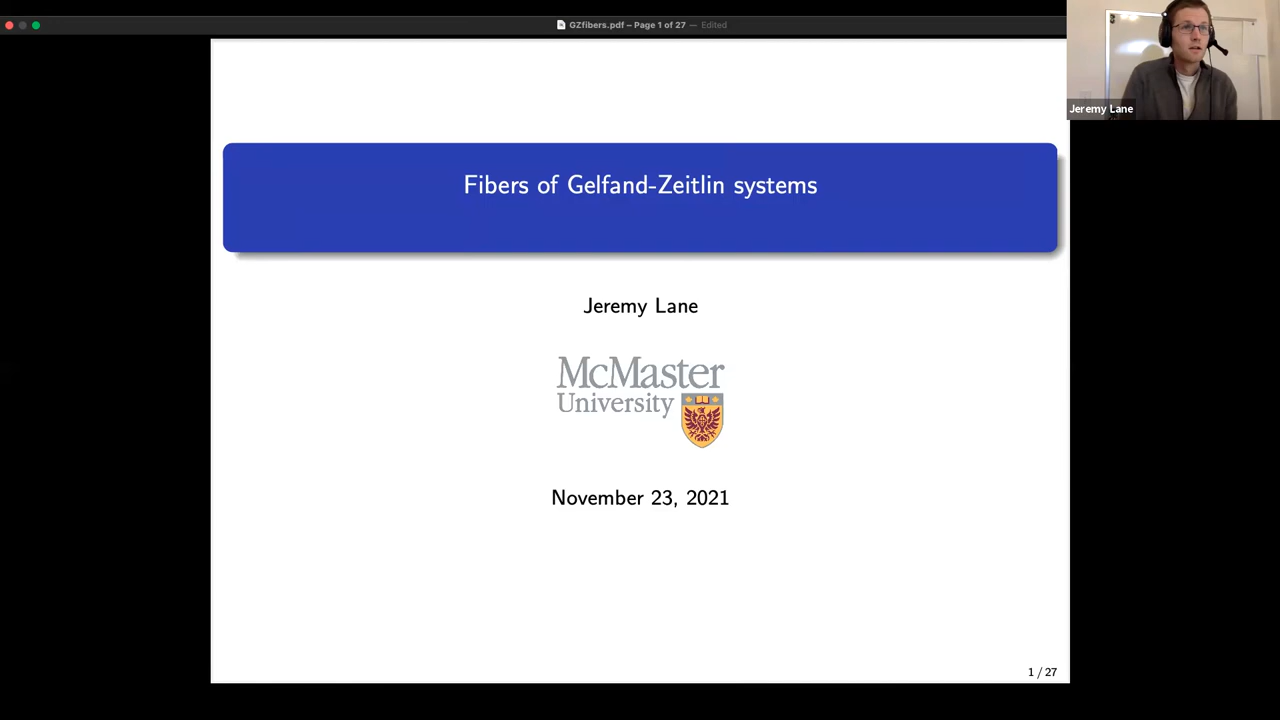 GZfibers.pdf – Page 1 of 27 — Edited
Jeremy Lane
Fibers of Gelfand-Zeitlin systems
Jeremy Lane
McMaster
University
November 23, 2021
1 / 27